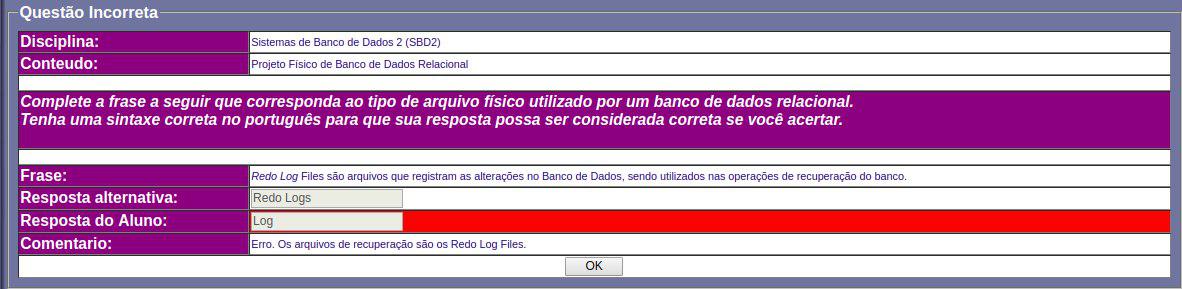 Questão Incorreta
Disciplina: Sistemas de Banco de Dados 2 (SBD2)
Conteudo: Projeto Físico de Banco de Dados Relacional
Complete a frase a seguir que corresponda ao tipo de arquivo físico utilizado por um banco de dados relacional.
Tenha uma sintaxe correta no português para que sua resposta possa ser considerada correta se você acertar.
Frase: Redo Log Files são arquivos que registram as alterações no Banco de Dados, sendo utilizados nas operações de recuperação do banco.
Resposta alternativa: Redo Logs
Resposta do Aluno: Log
Comentario: Erro. Os arquivos de recuperação são os Redo Log Files.
OK